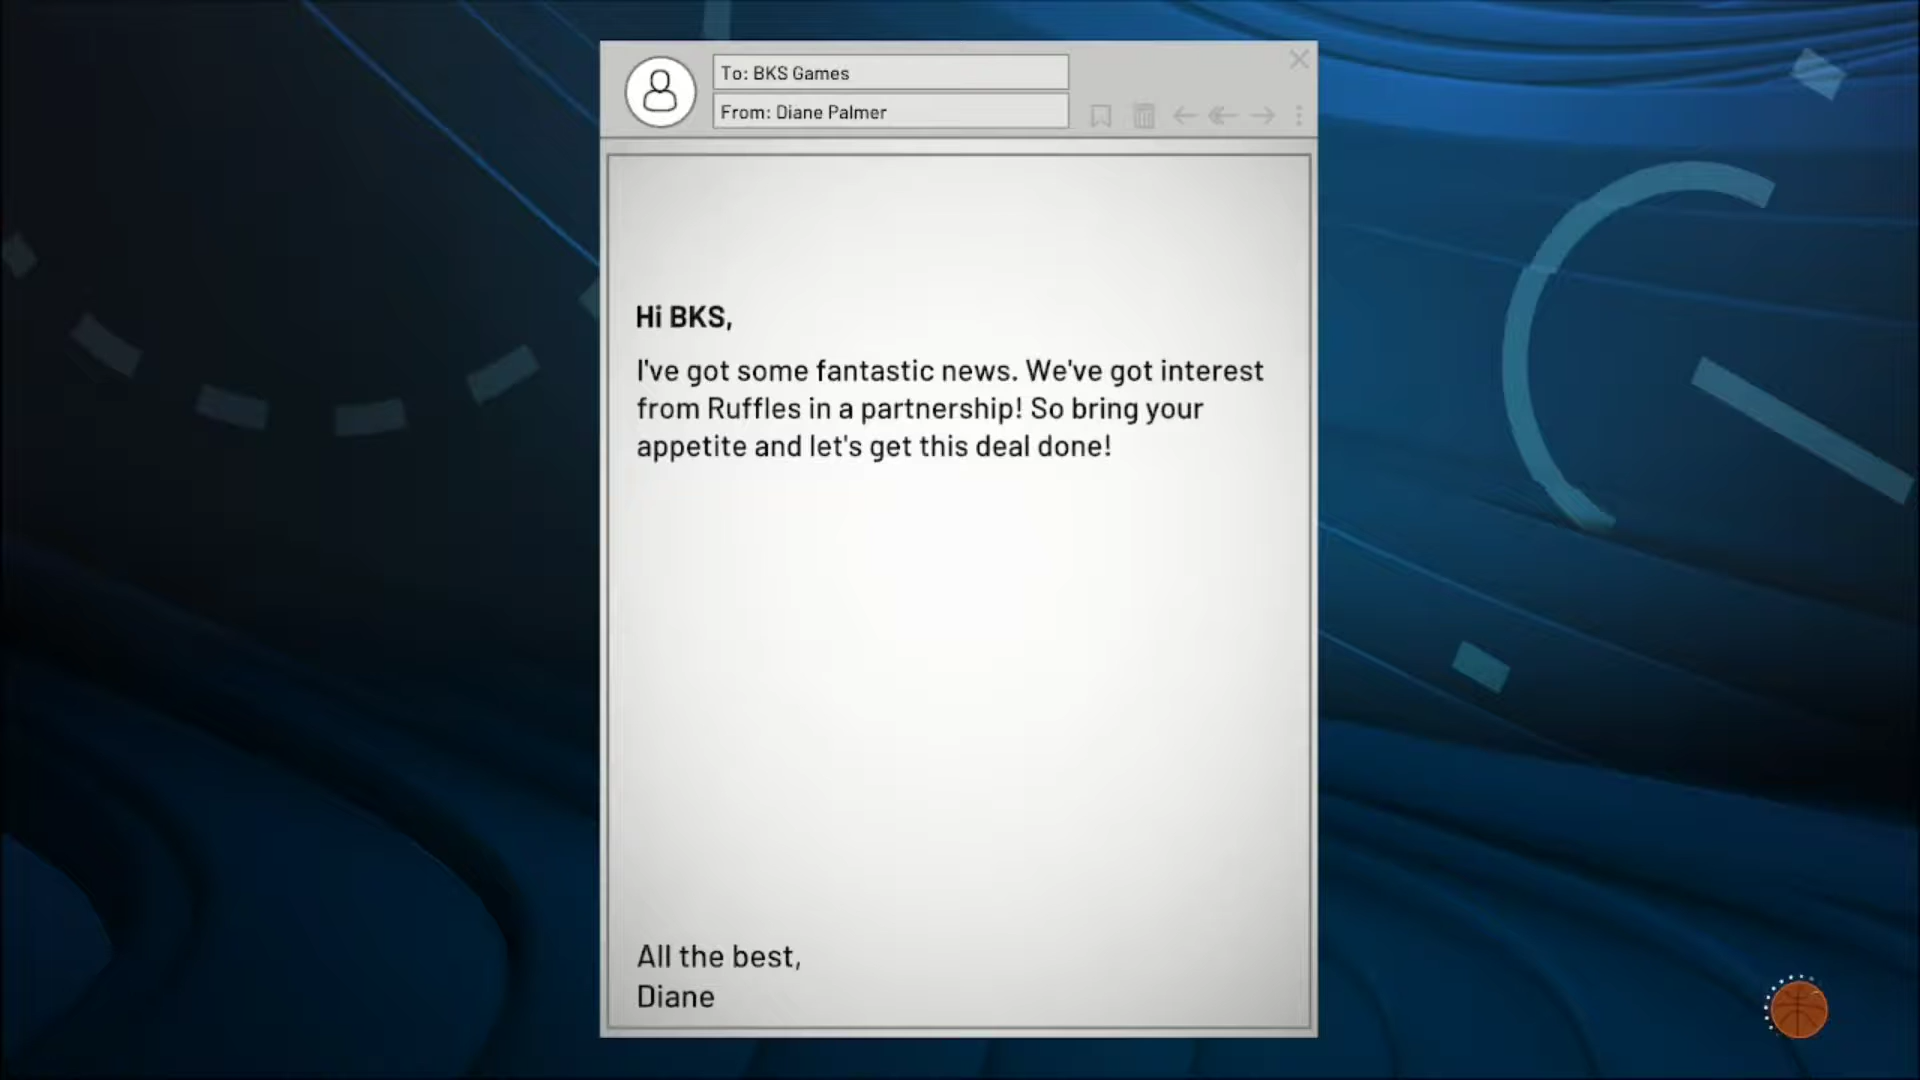 To: BKS Games
From: Diane Palmer
Hi BKS,
I've got some fantastic news. We've got interest
from Ruffles in a partnership! So bring your
appetite and let's get this deal done!
All the best,
Diane